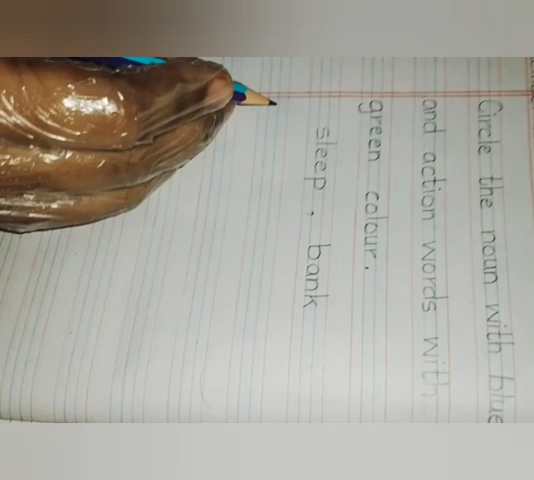 Circle the noun with blue
and action words with
green colour.
sleep, bank